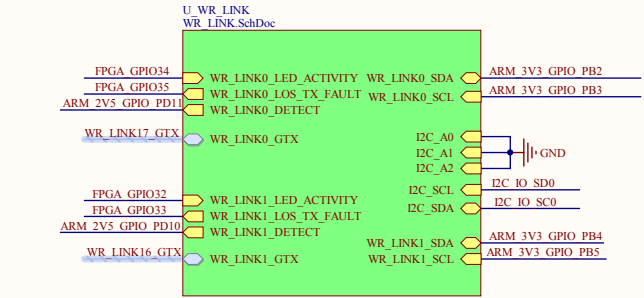 U_WR_LINK
WR_LINK.SchDoc
FPGA_GPIO34
WR_LINK0_LED_ACTIVITY
WR_LINK0_SDA
ARM_3V3_GPIO_PB2
FPGA_GPIO35
WR_LINK0_LOS_TX_FAULT
WR_LINK0_SCL
ARM_3V3_GPIO_PB3
ARM_2V5_GPIO_PD11
WR_LINK0_DETECT
WR_LINK17_GTX
WR_LINK0_GTX
I2C_A0
I2C_A1
GND
I2C_A2
FPGA_GPIO32
WR_LINK1_LED_ACTIVITY
I2C_SCL
I2C_IO_SD0
FPGA_GPIO33
WR_LINK1_LOS_TX_FAULT
I2C_SDA
I2C_IO_SC0
ARM_2V5_GPIO_PD10
WR_LINK1_DETECT
WR_LINK1_SDA
ARM_3V3_GPIO_PB4
WR_LINK16_GTX
WR_LINK1_GTX
WR_LINK1_SCL
ARM_3V3_GPIO_PB5